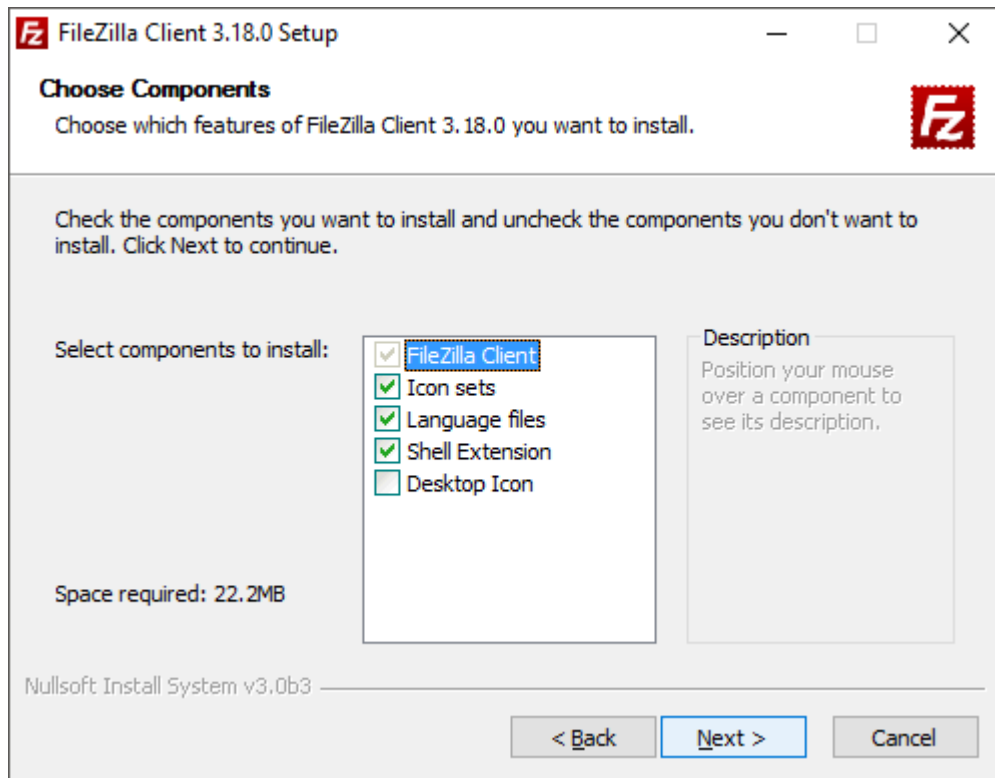 FileZilla Client 3.18.0 Setup
Choose Components
Choose which features of FileZilla Client 3.18.0 you want to install.
Fz
Check the components you want to install and uncheck the components you don't want to
install. Click Next to continue.
Select components to install:
FileZilla Client
Icon sets
Language files
Shell Extension
Desktop Icon
Description
Position your mouse
over a component to
see its description.
Space required: 22.2MB
Nullsoft Install System v3.0b3
< Back
Next >
Cancel